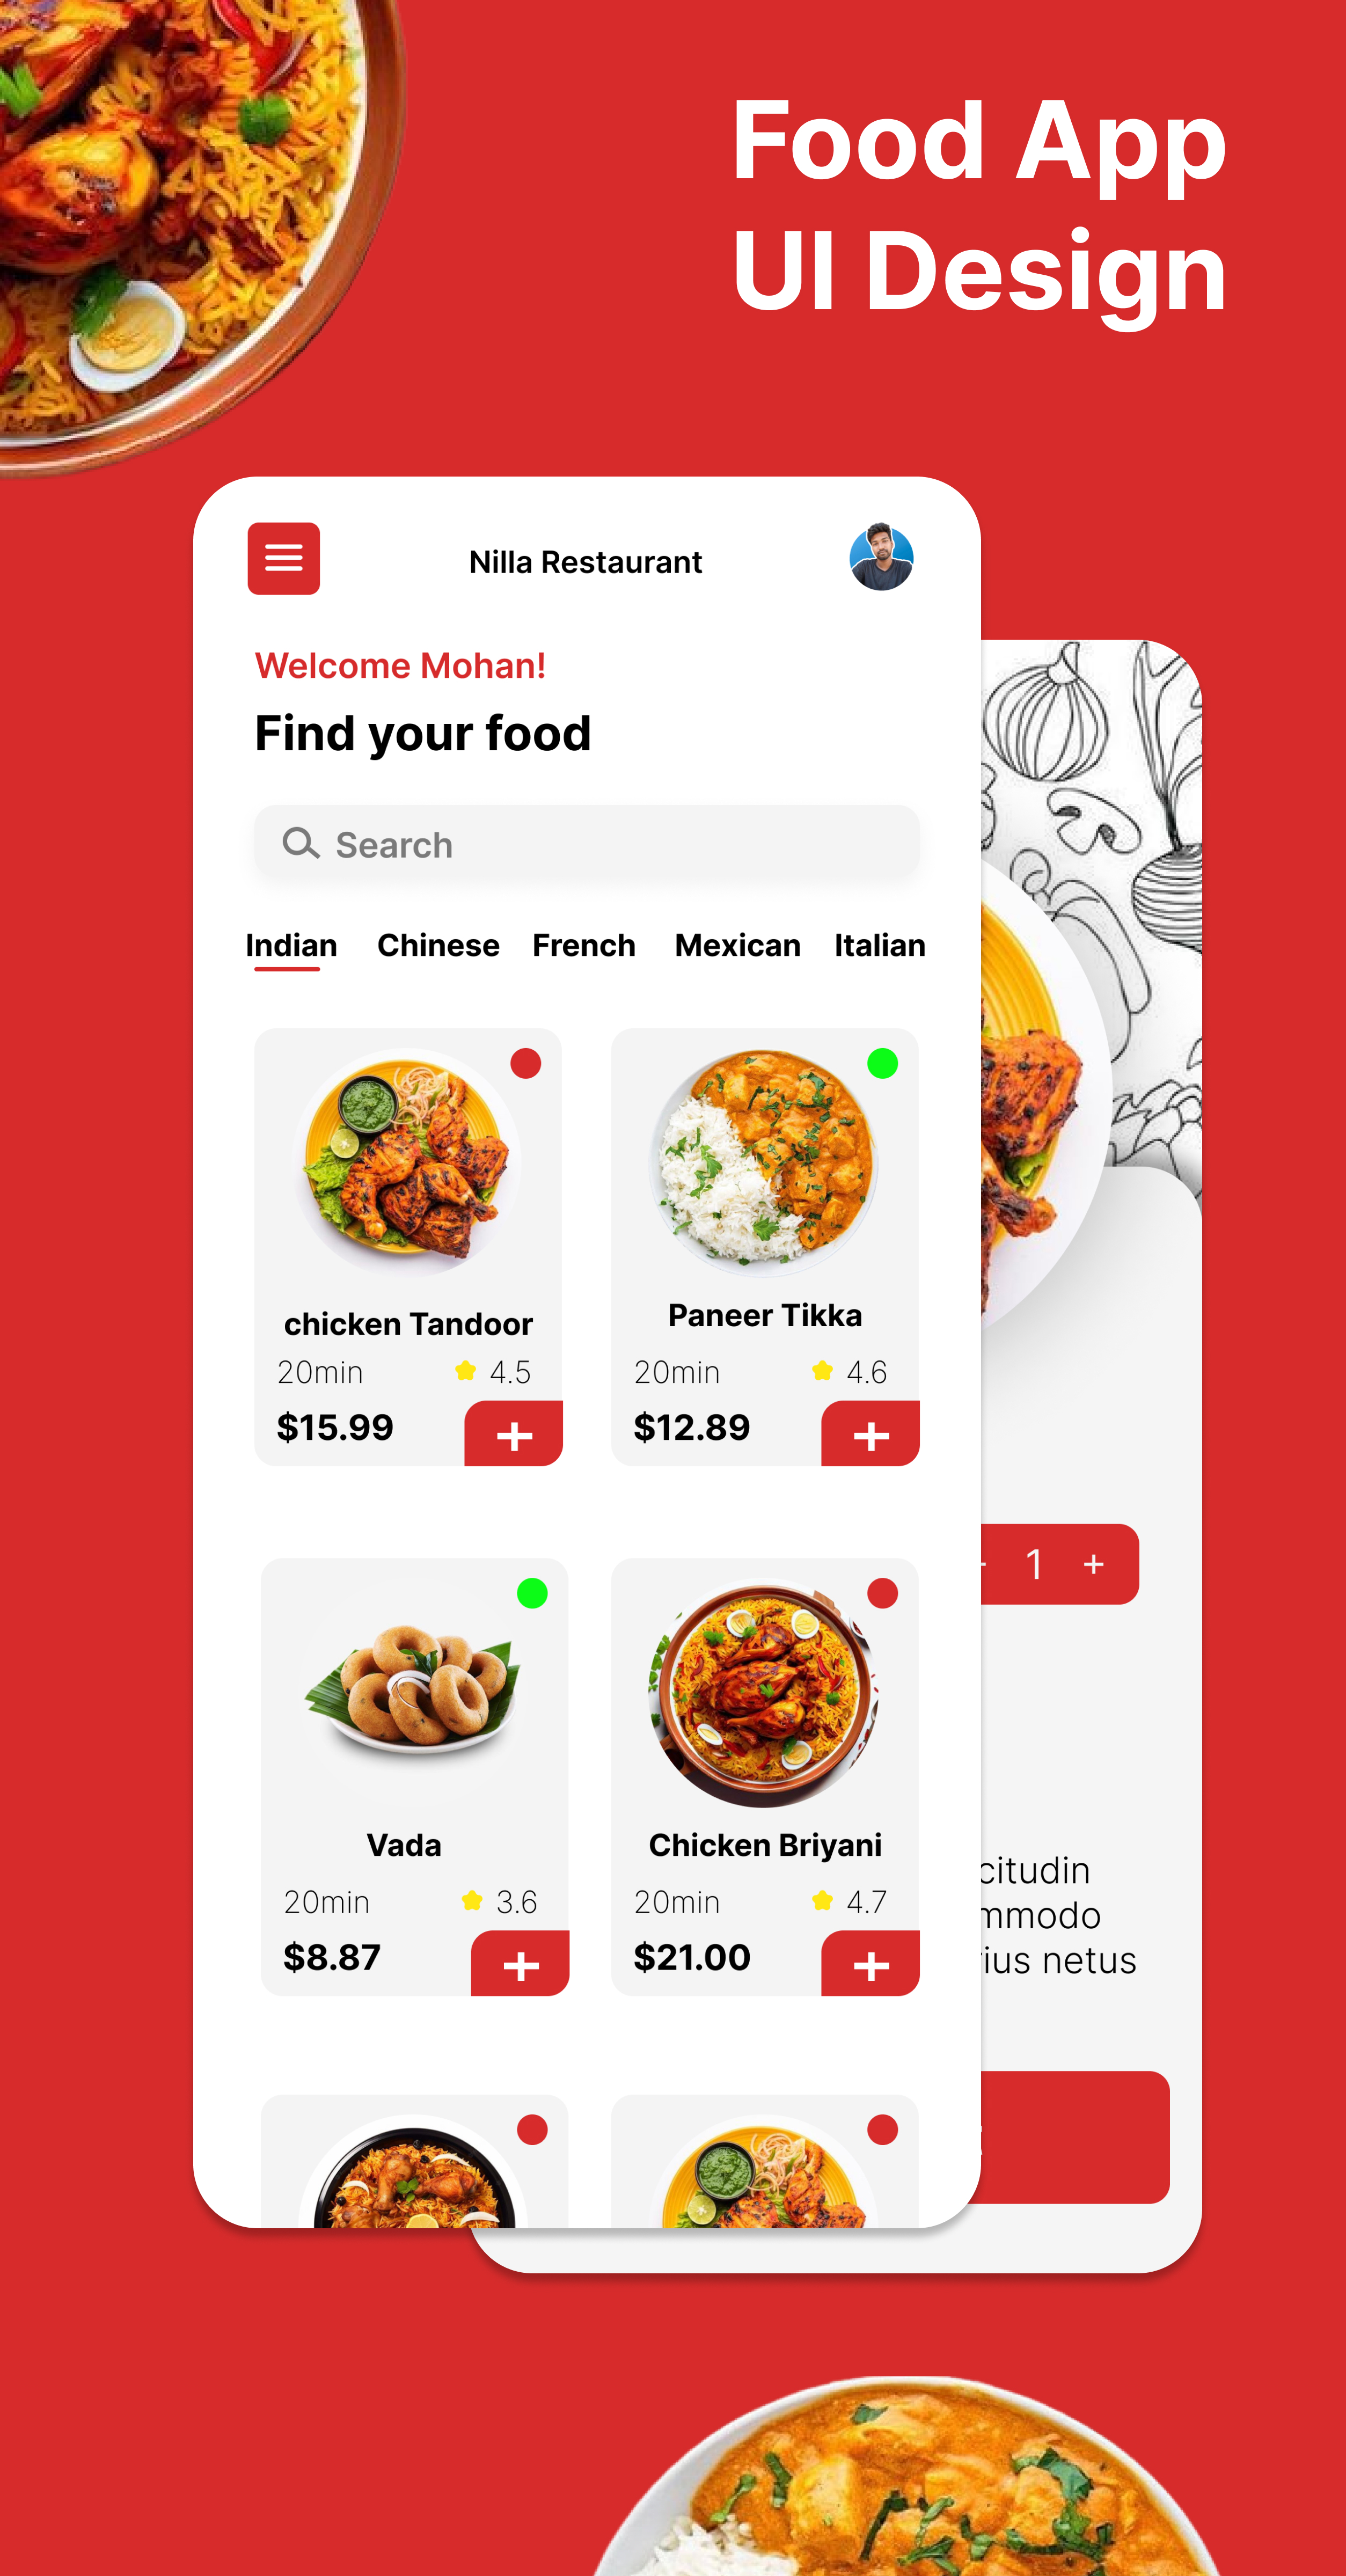 Food App
UI Design
Nilla Restaurant
Welcome Mohan!
Find your food
Search
Indian Chinese French Mexican Italian
chicken Tandoor
20min 4.5
$15.99
+
Paneer Tikka
20min 4.6
$12.89
+
1 +
Vada
20min 3.6
$8.87
+
Chicken Briyani
20min 4.7
$21.00
+
citudin
mmodo
ius netus